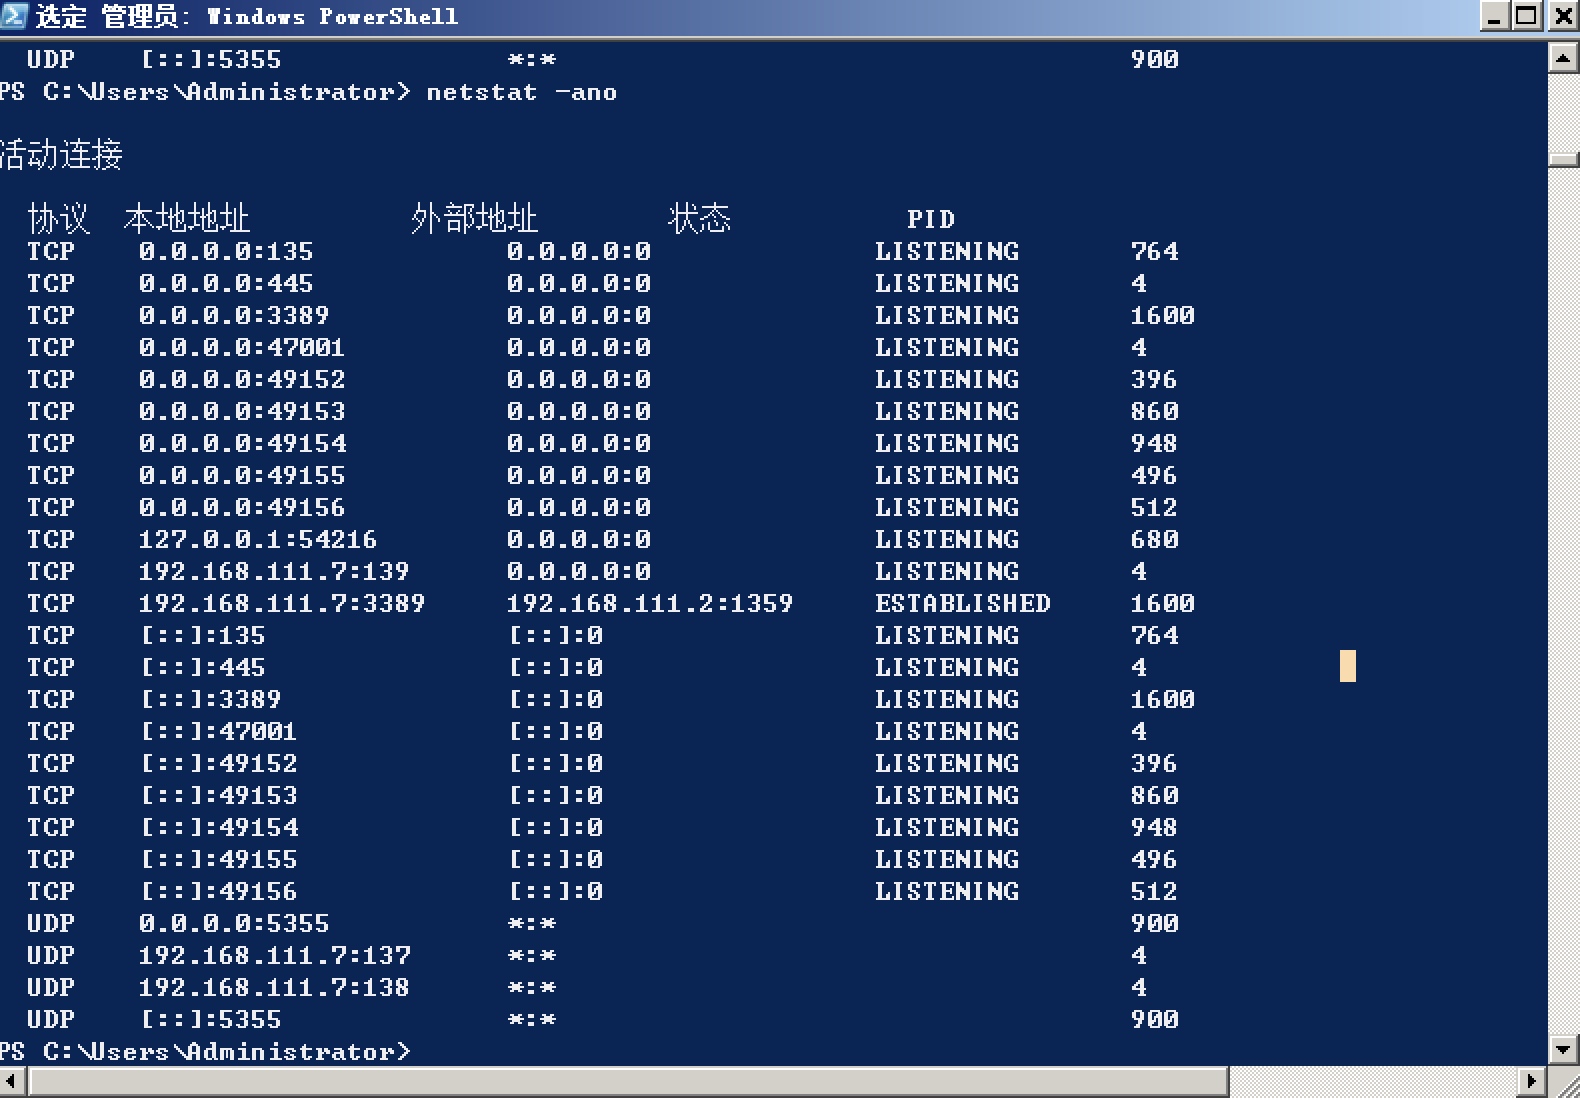 选定 管理员: Windows PowerShell
UDP [::]:5355 *:* 900
PS C:\Users\Administrator> netstat -ano
活动连接
协议 本地地址 外部地址 状态 PID
TCP 0.0.0.0:135 0.0.0.0:0 LISTENING 764
TCP 0.0.0.0:445 0.0.0.0:0 LISTENING 4
TCP 0.0.0.0:3389 0.0.0.0:0 LISTENING 1600
TCP 0.0.0.0:47001 0.0.0.0:0 LISTENING 4
TCP 0.0.0.0:49152 0.0.0.0:0 LISTENING 396
TCP 0.0.0.0:49153 0.0.0.0:0 LISTENING 860
TCP 0.0.0.0:49154 0.0.0.0:0 LISTENING 948
TCP 0.0.0.0:49155 0.0.0.0:0 LISTENING 496
TCP 0.0.0.0:49156 0.0.0.0:0 LISTENING 512
TCP 127.0.0.1:54216 0.0.0.0:0 LISTENING 680
TCP 192.168.111.7:139 0.0.0.0:0 LISTENING 4
TCP 192.168.111.7:3389 192.168.111.2:1359 ESTABLISHED 1600
TCP [::]:135 [::]:0 LISTENING 764
TCP [::]:445 [::]:0 LISTENING 4
TCP [::]:3389 [::]:0 LISTENING 1600
TCP [::]:47001 [::]:0 LISTENING 4
TCP [::]:49152 [::]:0 LISTENING 396
TCP [::]:49153 [::]:0 LISTENING 860
TCP [::]:49154 [::]:0 LISTENING 948
TCP [::]:49155 [::]:0 LISTENING 496
TCP [::]:49156 [::]:0 LISTENING 512
UDP 0.0.0.0:5355 *:* 900
UDP 192.168.111.7:137 *:* 4
UDP 192.168.111.7:138 *:* 4
UDP [::]:5355 *:* 900
PS C:\Users\Administrator>